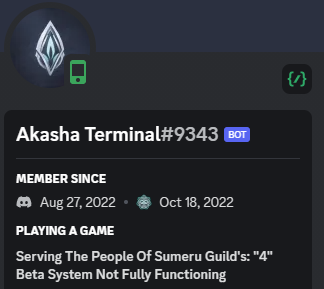 {/}
Akasha Terminal#9343 BOT
MEMBER SINCE
Aug 27, 2022 • Oct 18, 2022
PLAYING A GAME
Serving The People Of Sumeru Guild's: "4"
Beta System Not Fully Functioning